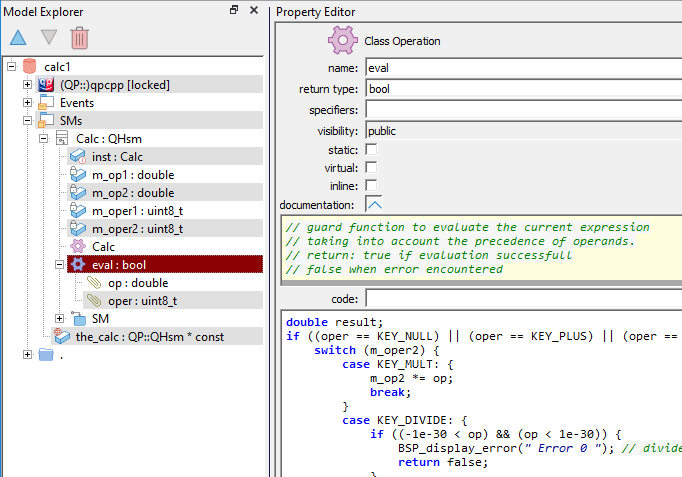 Model Explorer
calc1
(QP::)qpcpp [locked]
Events
SMs
Calc : QHsm
inst : Calc
m_op1 : double
m_op2 : double
m_oper1 : uint8_t
m_oper2 : uint8_t
Calc
eval : bool
op : double
oper : uint8_t
SM
the_calc : QP::QHsm * const
.
Property Editor
Class Operation
name: eval
return type: bool
specifiers:
visibility: public
static:
virtual:
inline:
documentation:
// guard function to evaluate the current expression
// taking into account the precedence of operands.
// return: true if evaluation successfull
// false when error encountered
code:
double result;
if ((oper == KEY_NULL) || (oper == KEY_PLUS) || (oper ==
switch (m_oper2) {
case KEY_MULT: {
m_op2 *= op;
break;
}
case KEY_DIVIDE: {
if ((-1e-30 < op) && (op < 1e-30)) {
BSP_display_error(" Error 0 "); // divide
return false;
}